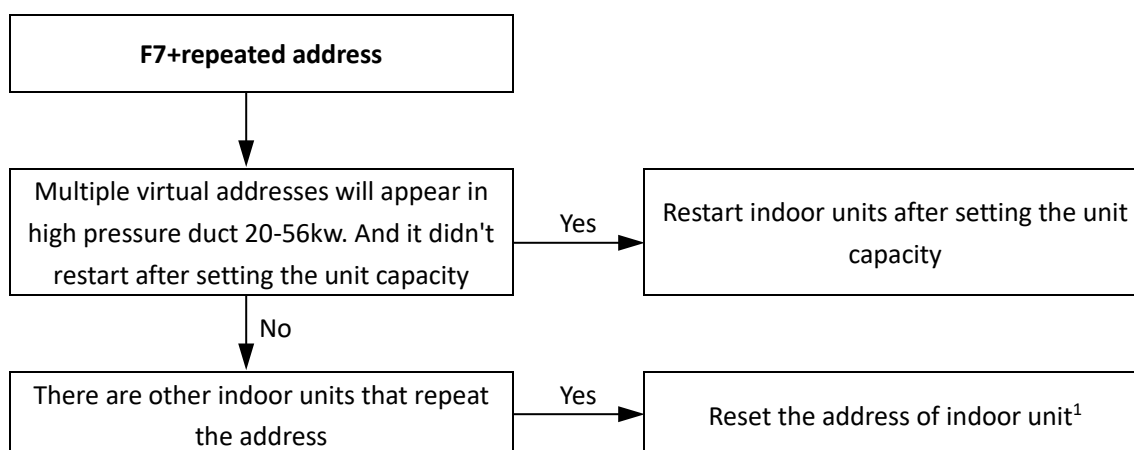 F7+repeated address
Multiple virtual addresses will appear in
high pressure duct 20-56kw. And it didn't
restart after setting the unit capacity
Yes
Restart indoor units after setting the unit
capacity
No
There are other indoor units that repeat
the address
Yes
Reset the address of indoor unit¹